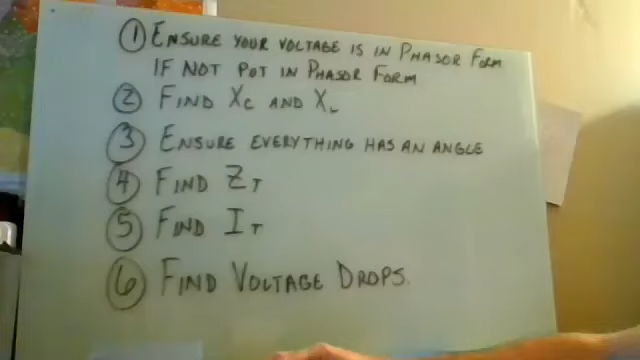 ① ENSURE YOUR VOLTAGE IS IN PHASOR FORM
IF NOT PUT IN PHASOR FORM
② FIND Xc AND XL
③ ENSURE EVERYTHING HAS AN ANGLE
④ FIND ZT
⑤ FIND IT
⑥ FIND VOLTAGE DROPS.